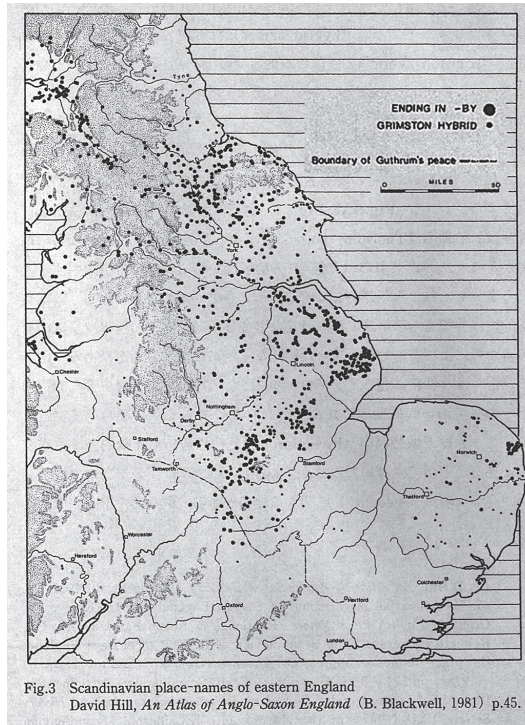 ENDING IN -BY
GRIMSTON HYBRID
Boundary of Guthrum's peace
MILES
0 50
Tyne
York
Lincoln
Chester
Nottingham
Derby
Stafford
Stamford
Tamworth
Norwich
Thetford
Worcester
Hereford
Colchester
Oxford
Hertford
London
Fig.3 Scandinavian place-names of eastern England
David Hill, An Atlas of Anglo-Saxon England (B. Blackwell, 1981) p.45.